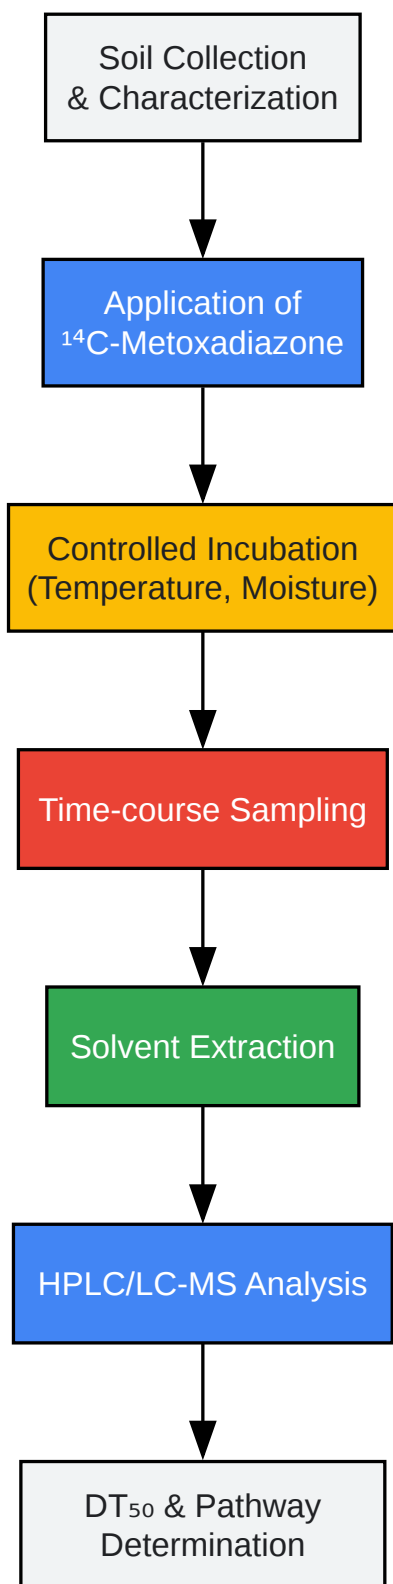 Soil Collection
& Characterization
Application of
¹⁴C-Metoxadiazone
Controlled Incubation
(Temperature, Moisture)
Time-course Sampling
Solvent Extraction
HPLC/LC-MS Analysis
DT₅₀ & Pathway
Determination